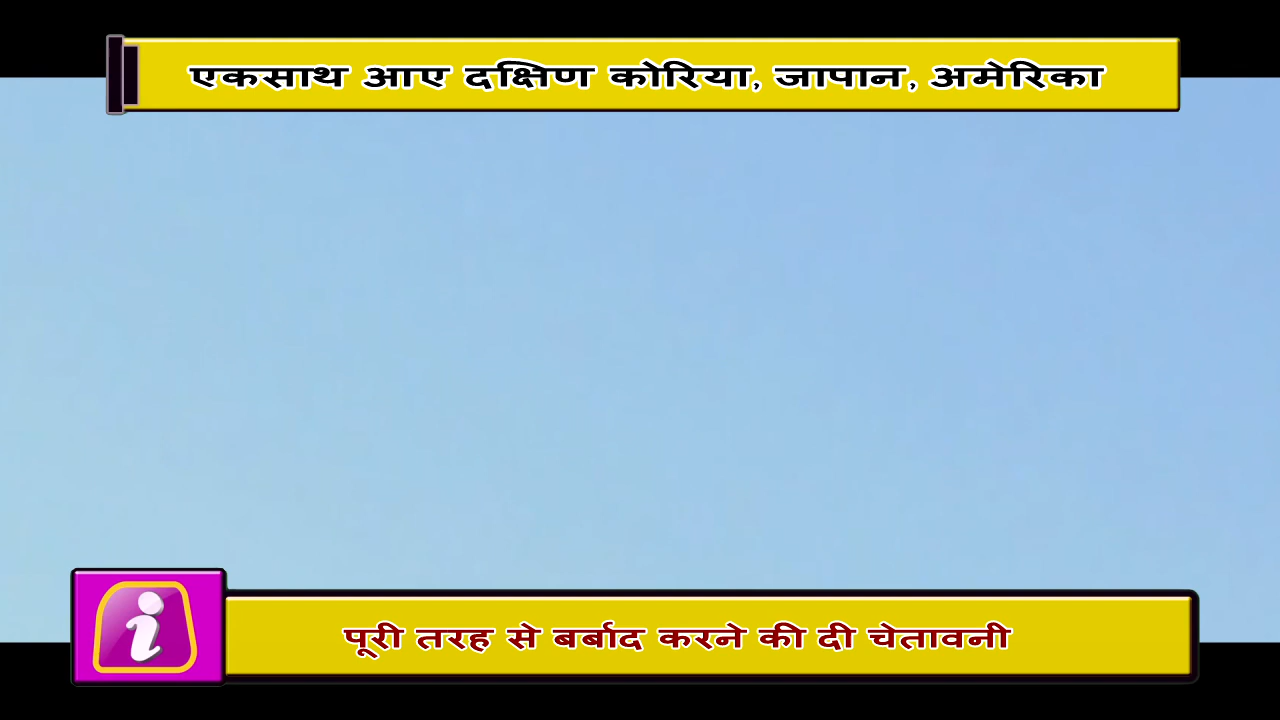 एकसाथ आए दक्षिण कोरिया, जापान, अमेरिका
पूरी तरह से बर्बाद करने की दी चेतावनी